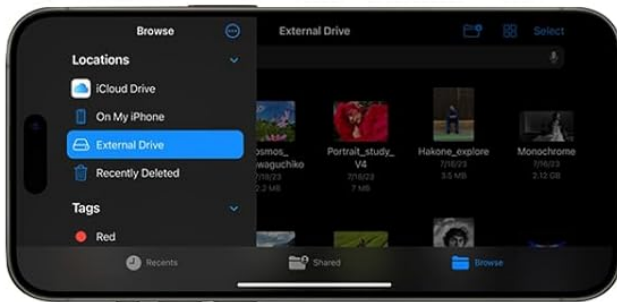 Browse
External Drive
Select
Locations
iCloud Drive
On My iPhone
External Drive
Recently Deleted
Tags
Red
osmos_
waguchiko
7/18/23
2.2 MB
Portrait_study_
V4
7/16/23
7 MB
Hakone_explore
7/16/23
3.5 MB
Monochrome
7/16/23
2.12 GB
Recents
Shared
Browse